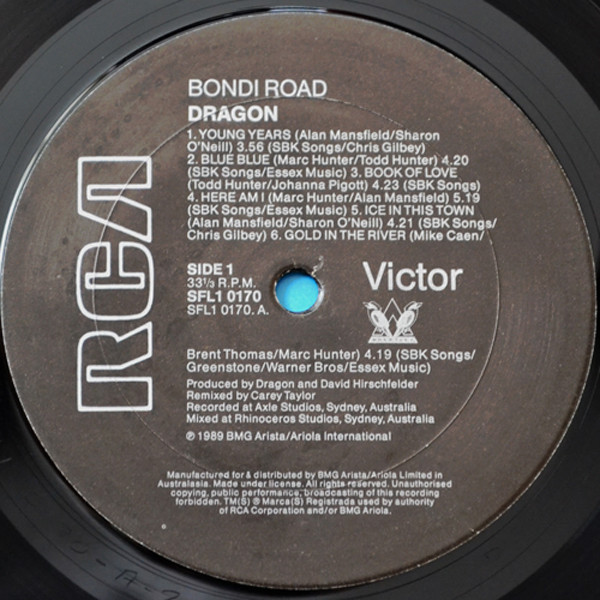 BONDI ROAD
DRAGON
1. YOUNG YEARS (Alan Mansfield/Sharon
O'Neill) 3.56 (SBK Songs/Chris Gilbey)
2. BLUE BLUE (Marc Hunter/Todd Hunter) 4.20
(SBK Songs/Essex Music) 3. BOOK OF LOVE
(Todd Hunter/Johanna Pigott) 4.23 (SBK Songs)
4. HERE AM I (Marc Hunter/Alan Mansfield) 5.19
(SBK Songs/Essex Music) 5. ICE IN THIS TOWN
(Alan Mansfield/Sharon O'Neill) 4.21 (SBK Songs/
Chris Gilbey) 6. GOLD IN THE RIVER (Mike Caen/
RCA
SIDE 1
33⅓ R.P.M.
SFL1 0170
SFL1 0170. A.
Victor
Brent Thomas/Marc Hunter) 4.19 (SBK Songs/
Greenstone/Warner Bros/Essex Music)
Produced by Dragon and David Hirschfelder
Remixed by Carey Taylor
Recorded at Axle Studios, Sydney, Australia
Mixed at Rhinoceros Studios, Sydney, Australia
℗ 1989 BMG Arista/Ariola International
Manufactured for & distributed by BMG Arista/Ariola Limited in
Australasia. Made under license. All rights reserved. Unauthorised
copying, public performance, broadcasting of this recording
forbidden. TM(S) ® Marca(S) Registrada used by authority
of RCA Corporation and/or BMG Ariola.